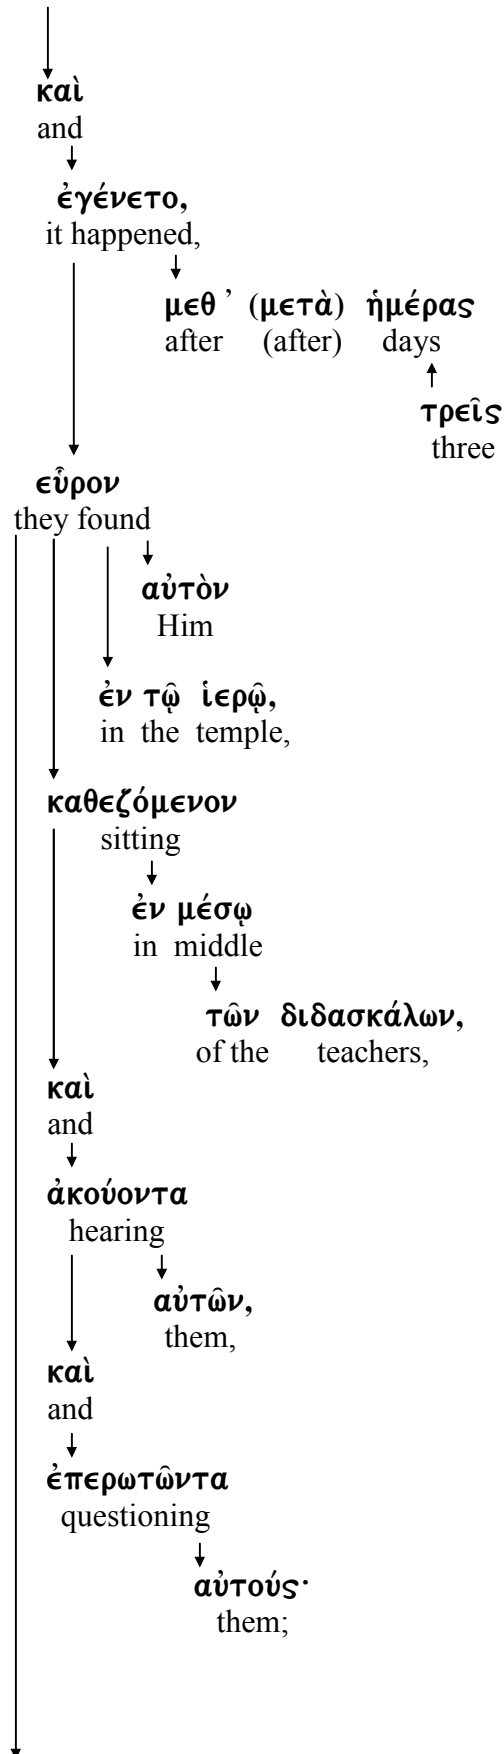 καὶ
and
ἐγένετο,
it happened,
μεθ ’ (μετὰ) ἡμέρας
after (after) days
τρεῖς
three
εὗρον
they found
αὐτὸν
Him
ἐν τῷ ἱερῷ,
in the temple,
καθεζόμενον
sitting
ἐν μέσῳ
in middle
τῶν διδασκάλων,
of the teachers,
καὶ
and
ἀκούοντα
hearing
αὐτῶν,
them,
καὶ
and
ἐπερωτῶντα
questioning
αὐτούς·
them;